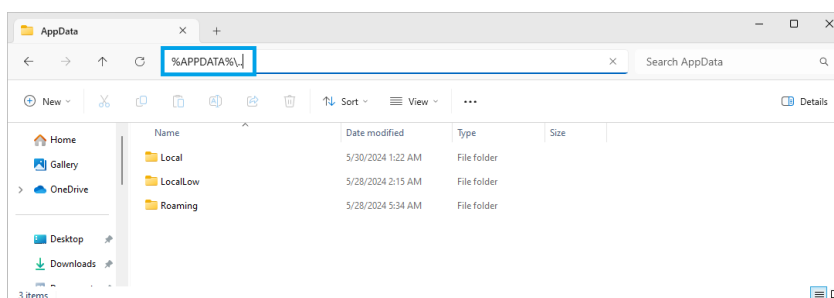 AppData
%APPDATA%\..
Search AppData
New
Sort
View
Details
Name Date modified Type Size
Home
Gallery
OneDrive
Desktop
Downloads
Local 5/30/2024 1:22 AM File folder
LocalLow 5/28/2024 2:15 AM File folder
Roaming 5/28/2024 5:34 AM File folder
3 items